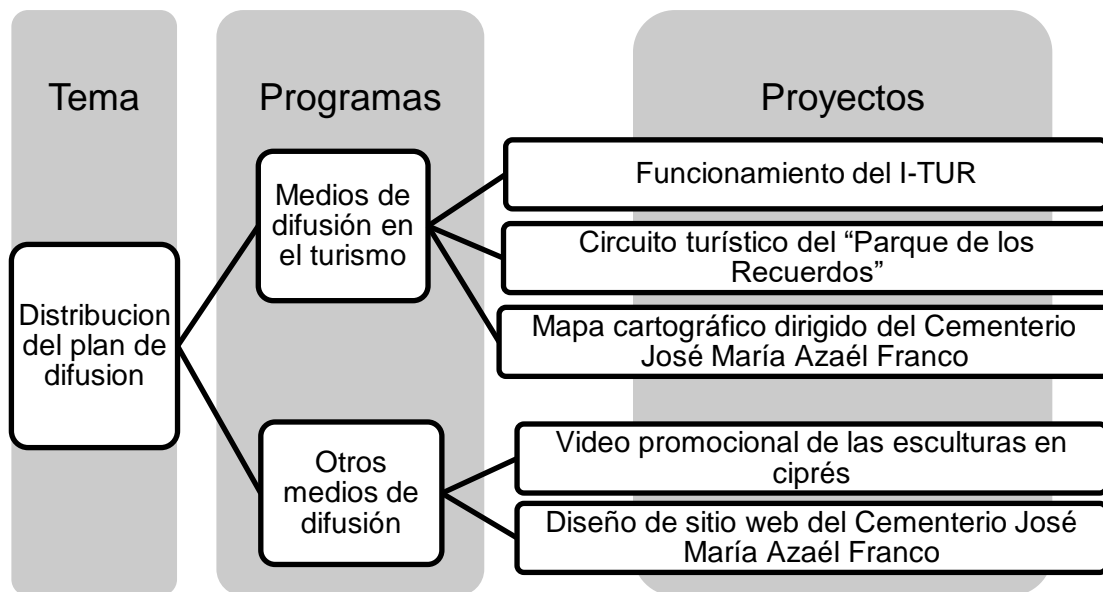 Tema
Programas
Proyectos
Distribucion
del plan de
difusion
Medios de
difusión en
el turismo
Funcionamiento del I-TUR
Circuito turístico del “Parque de los
Recuerdos”
Mapa cartográfico dirigido del Cementerio
José María Azaél Franco
Otros
medios de
difusión
Video promocional de las esculturas en
ciprés
Diseño de sitio web del Cementerio José
María Azaél Franco